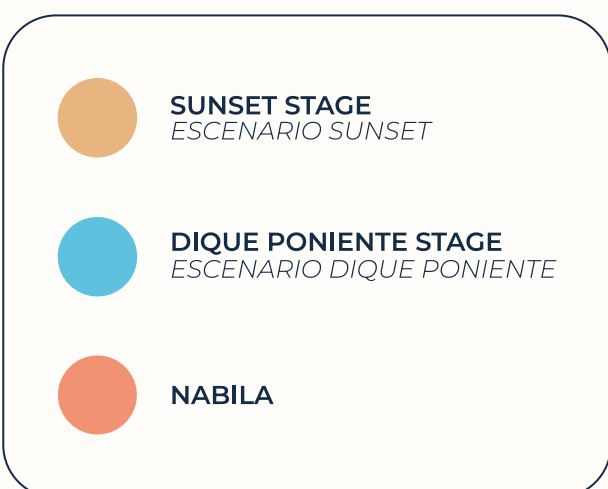 SUNSET STAGE
ESCENARIO SUNSET
DIQUE PONIENTE STAGE
ESCENARIO DIQUE PONIENTE
NABILA